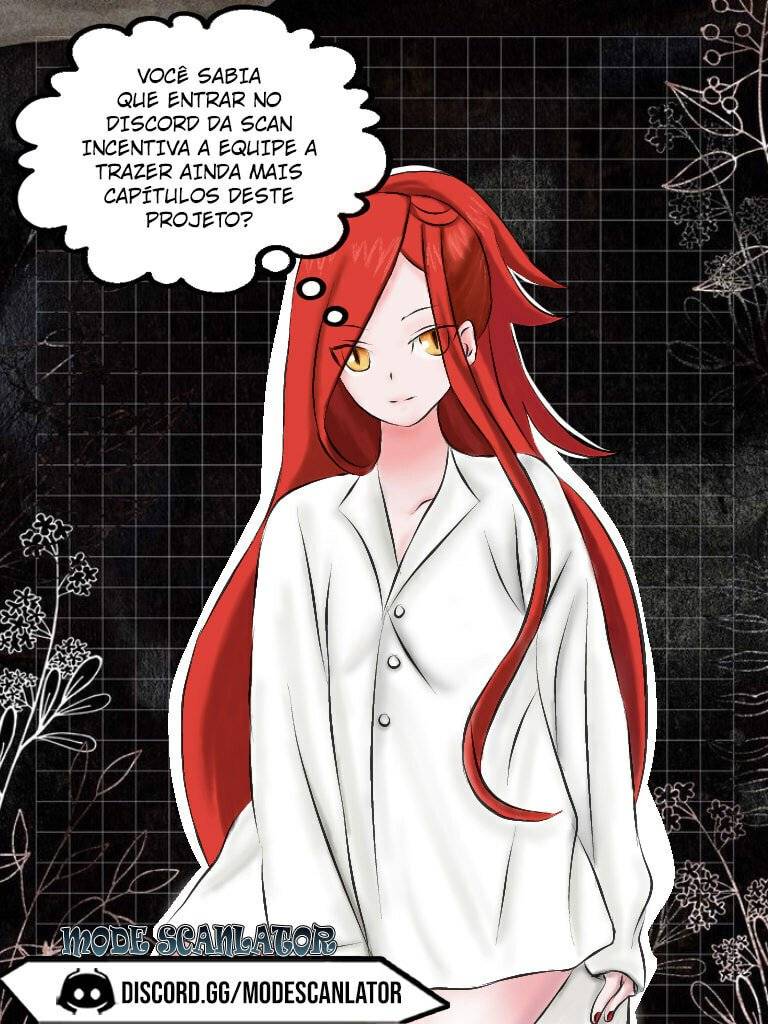 VOCÊ SABIA
QUE ENTRAR NO
DISCORD DA SCAN
INCENTIVA A EQUIPE A
TRAZER AINDA MAIS
CAPÍTULOS DESTE
PROJETO?
MODE SCANLATOR
DISCORD.GG/MODESCANLATOR